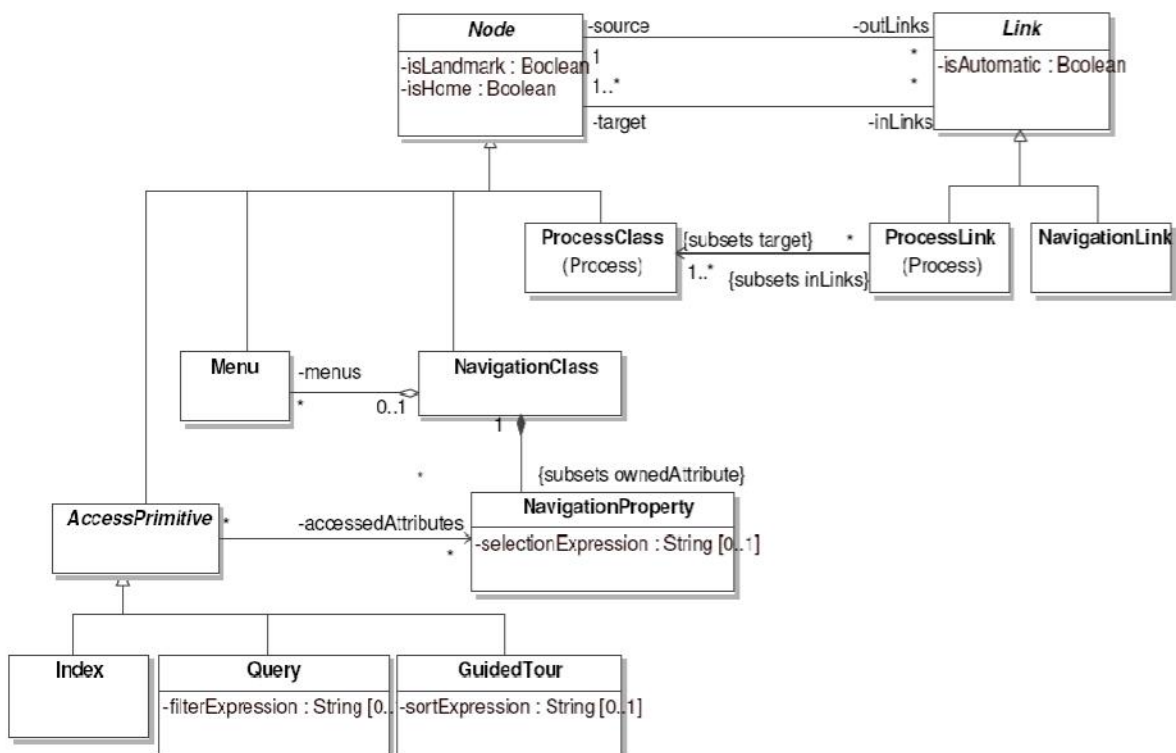 Node
-isLandmark : Boolean
-isHome : Boolean
-source
-outLinks
1
*
1..*
*
-target
-inLinks
Link
-isAutomatic : Boolean
ProcessClass
(Process)
{subsets target}
*
1..*
{subsets inLinks}
ProcessLink
(Process)
NavigationLink
Menu
-menus
*
0..1
NavigationClass
1
*
{subsets ownedAttribute}
AccessPrimitive
*
-accessedAttributes
*
NavigationProperty
-selectionExpression : String [0..1]
Index
Query
-filterExpression : String [0..
GuidedTour
-sortExpression : String [0..1]